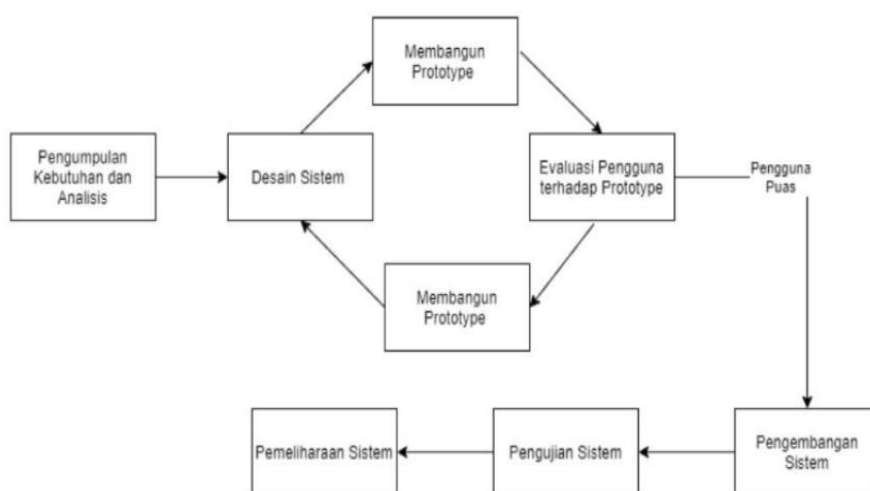 Membangun
Prototype
Pengumpulan
Kebutuhan dan
Analisis
Desain Sistem
Evaluasi Pengguna
terhadap Prototype
Pengguna
Puas
Membangun
Prototype
Pemeliharaan Sistem
Pengujian Sistem
Pengembangan
Sistem